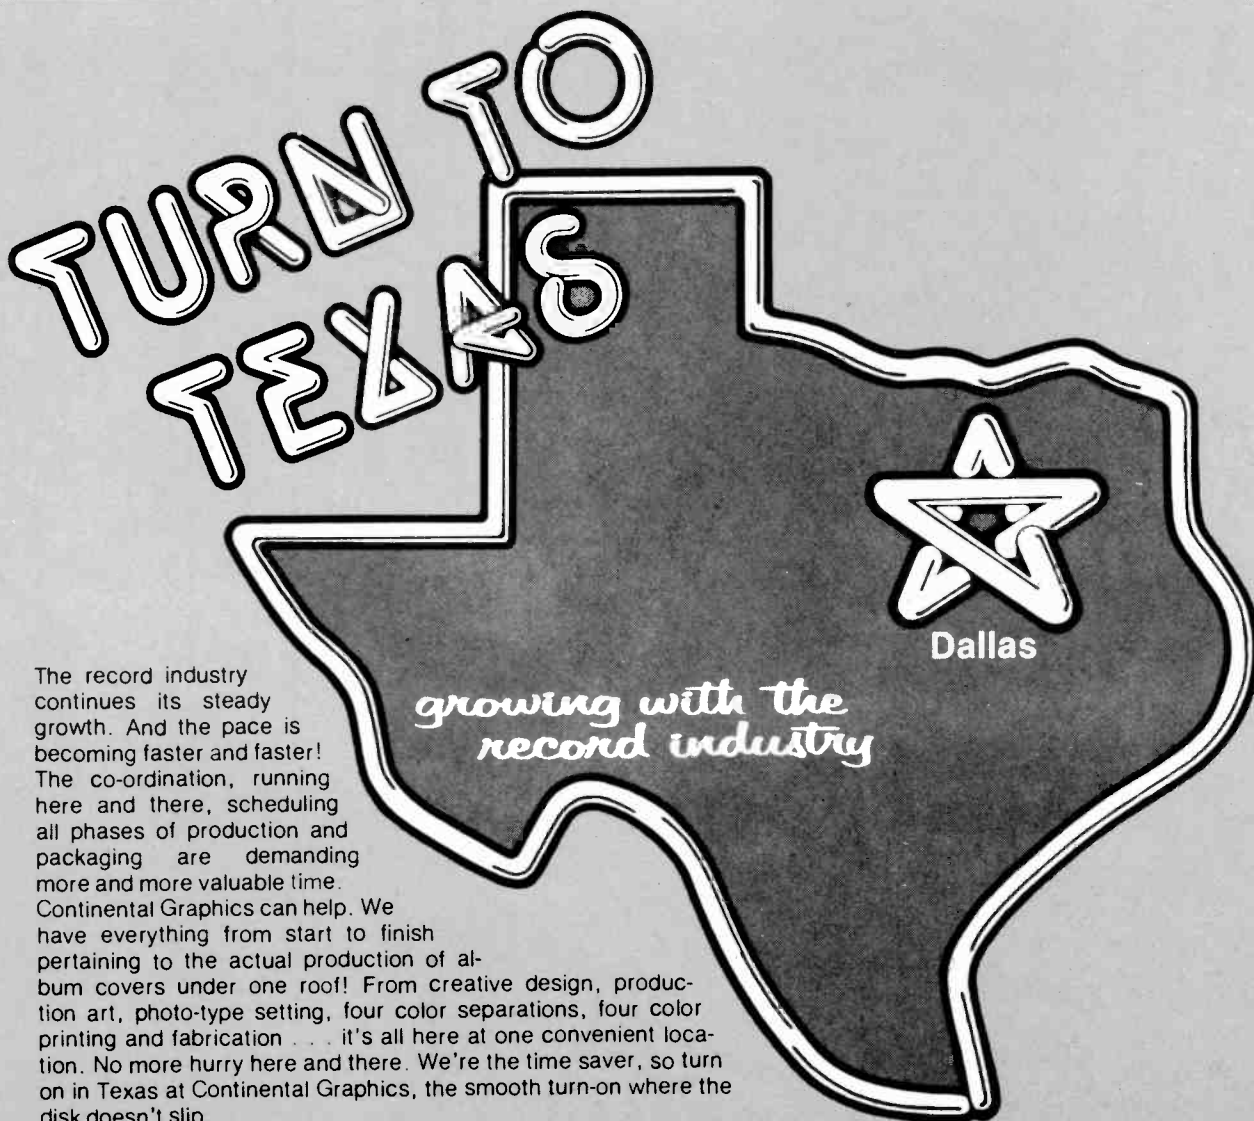 TURN TO
TEXAS
Dallas
growing with the
record industry
The record industry
continues its steady
growth. And the pace is
becoming faster and faster!
The co-ordination, running
here and there, scheduling
all phases of production and
packaging are demanding
more and more valuable time.
Continental Graphics can help. We
have everything from start to finish
pertaining to the actual production of al-
bum covers under one roof! From creative design, produc-
tion art, photo-type setting, four color separations, four color
printing and fabrication . . . it's all here at one convenient loca-
tion. No more hurry here and there. We're the time saver, so turn
on in Texas at Continental Graphics, the smooth turn-on where the
disk doesn't slip.